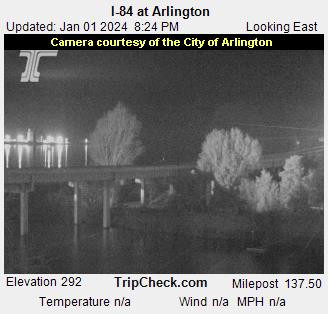 I-84 at Arlington
Updated: Jan 01 2024 8:24 PM Looking East
Camera courtesy of the City of Arlington
Elevation 292 TripCheck.com Milepost 137.50
Temperature n/a Wind n/a MPH n/a